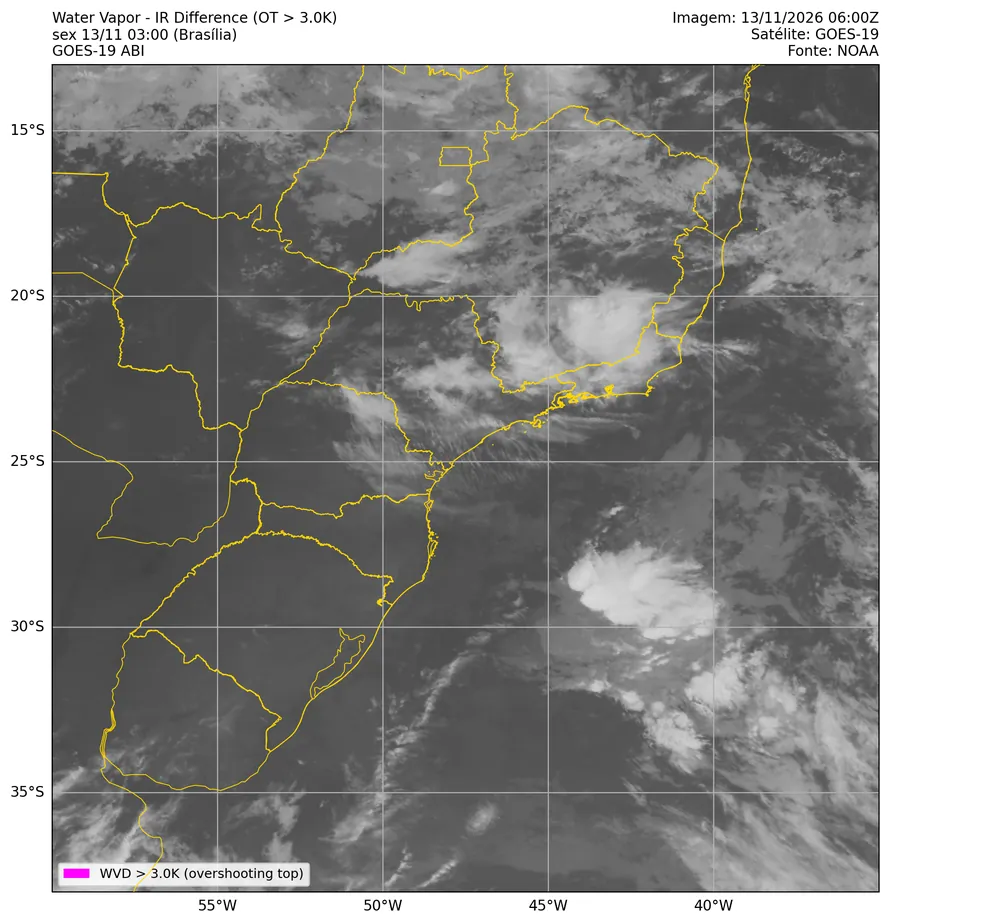 Water Vapor - IR Difference (OT > 3.0K)
sex 13/11 03:00 (Brasília)
GOES-19 ABI
Imagem: 13/11/2026 06:00Z
Satélite: GOES-19
Fonte: NOAA
15°S
20°S
25°S
30°S
35°S
WVD > 3.0K (overshooting top)
55°W
50°W
45°W
40°W